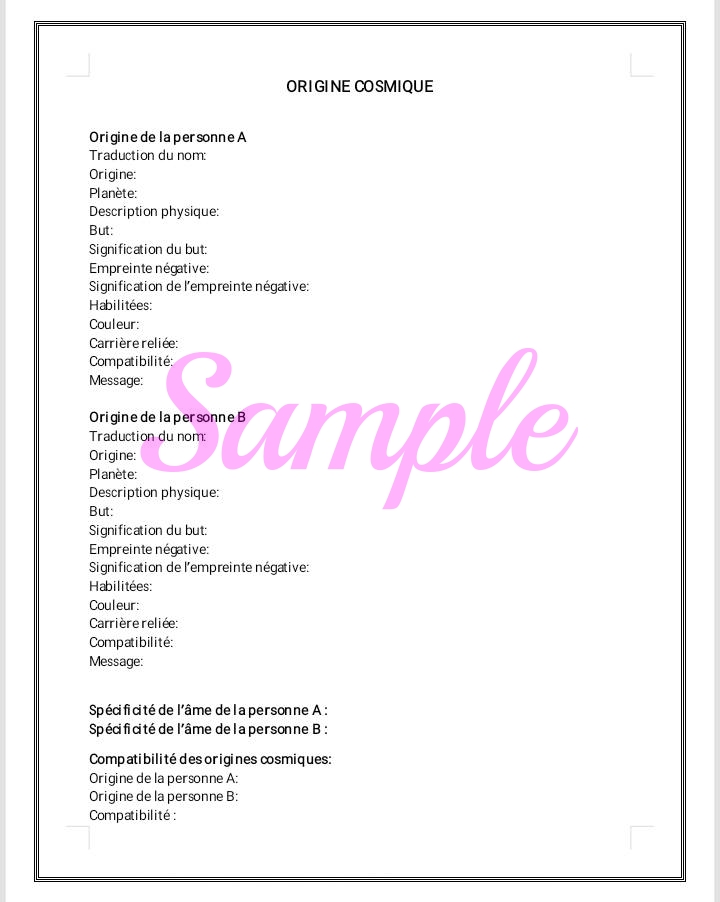 ORIGINE COSMIQUE
Origine de la personne A
Traduction du nom:
Origine:
Planète:
Description physique:
But:
Signification du but:
Empreinte négative:
Signification de l’empreinte négative:
Habilitées:
Couleur:
Carrière reliée:
Compatibilité:
Message:
Sample
Origine de la personne B
Traduction du nom:
Origine:
Planète:
Description physique:
But:
Signification du but:
Empreinte négative:
Signification de l’empreinte négative:
Habilitées:
Couleur:
Carrière reliée:
Compatibilité:
Message:
Spécificité de l’âme de la personne A :
Spécificité de l’âme de la personne B :
Compatibilité des origines cosmiques:
Origine de la personne A:
Origine de la personne B:
Compatibilité :